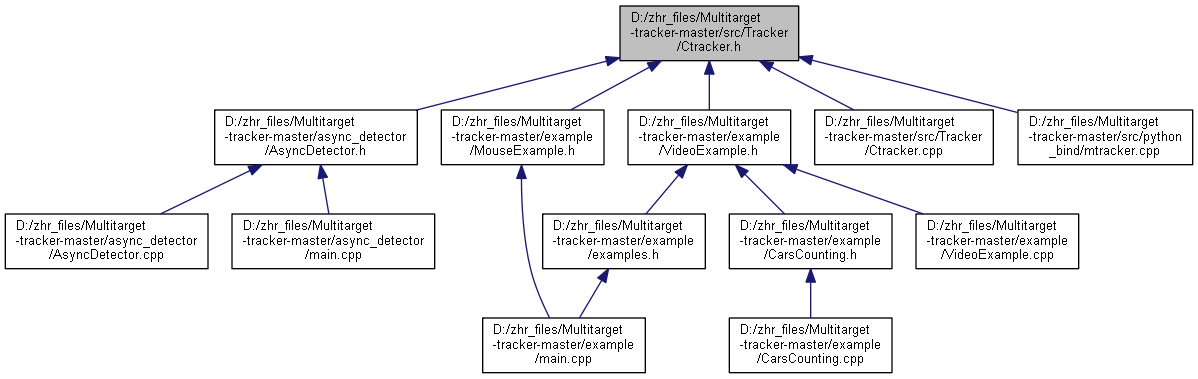 D:/zhr_files/Multitarget
-tracker-master/src/Tracker
/Ctracker.h
D:/zhr_files/Multitarget
-tracker-master/async_detector
/AsyncDetector.h
D:/zhr_files/Multitarget
-tracker-master/example
/MouseExample.h
D:/zhr_files/Multitarget
-tracker-master/example
/VideoExample.h
D:/zhr_files/Multitarget
-tracker-master/src/Tracker
/Ctracker.cpp
D:/zhr_files/Multitarget
-tracker-master/src/python
_bind/mtracker.cpp
D:/zhr_files/Multitarget
-tracker-master/async_detector
/AsyncDetector.cpp
D:/zhr_files/Multitarget
-tracker-master/async_detector
/main.cpp
D:/zhr_files/Multitarget
-tracker-master/example
/examples.h
D:/zhr_files/Multitarget
-tracker-master/example
/CarsCounting.h
D:/zhr_files/Multitarget
-tracker-master/example
/VideoExample.cpp
D:/zhr_files/Multitarget
-tracker-master/example
/main.cpp
D:/zhr_files/Multitarget
-tracker-master/example
/CarsCounting.cpp